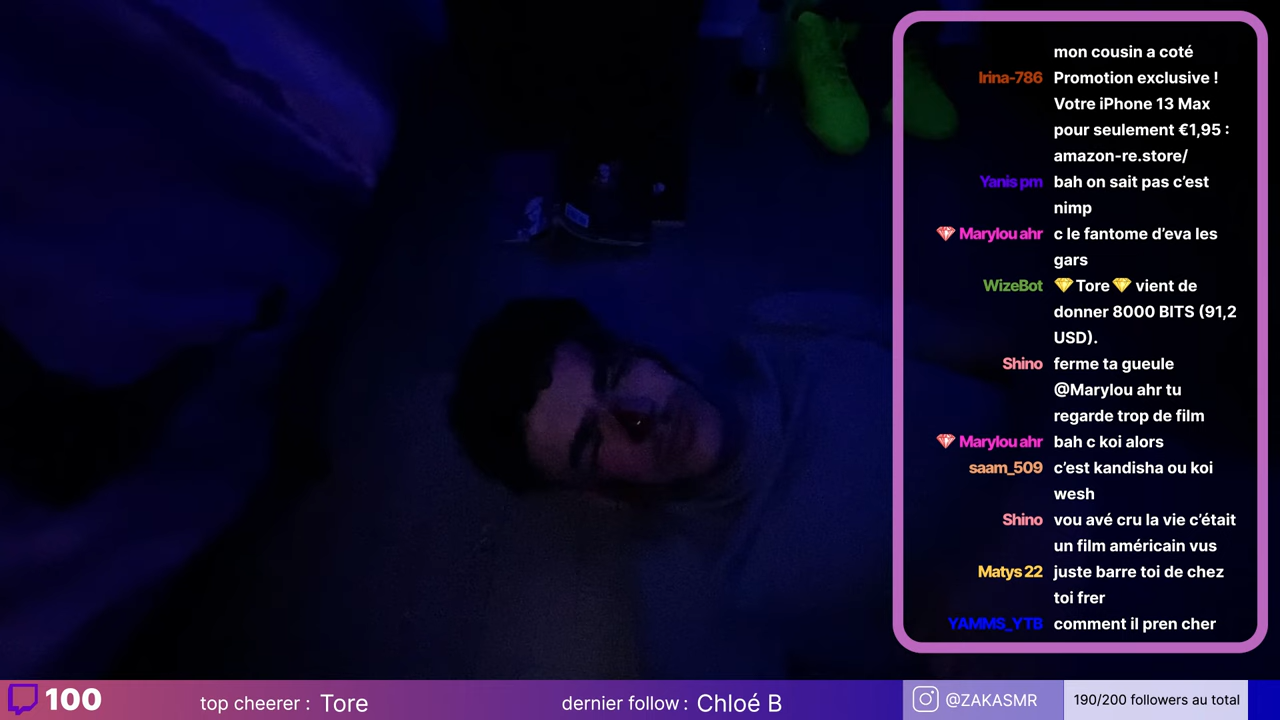 mon cousin a coté
Irina-786 Promotion exclusive !
Votre iPhone 13 Max
pour seulement €1,95 :
amazon-re.store/
Yanis pm bah on sait pas c’est
nimp
Marylou ahr c le fantome d’eva les
gars
WizeBot Tore vient de
donner 8000 BITS (91,2
USD).
Shino ferme ta gueule
@Marylou ahr tu
regarde trop de film
Marylou ahr bah c koi alors
saam_509 c’est kandisha ou koi
wesh
Shino vou avé cru la vie c’était
un film américain vus
Matys 22 juste barre toi de chez
toi frer
YAMMS_YTB comment il pren cher
100 top cheerer : Tore dernier follow : Chloé B @ZAKASMR 190/200 followers au total